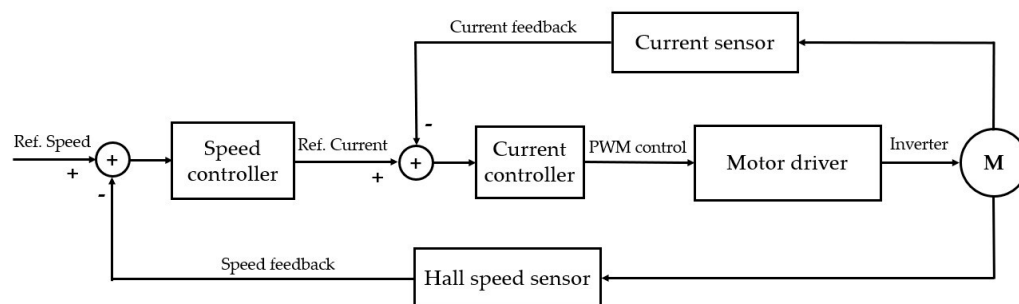 Current feedback
Current sensor
Ref. Speed
+
+
-
Speed
controller
Ref. Current
-
+
+
Current
controller
PWM control
Motor driver
Inverter
M
Speed feedback
Hall speed sensor